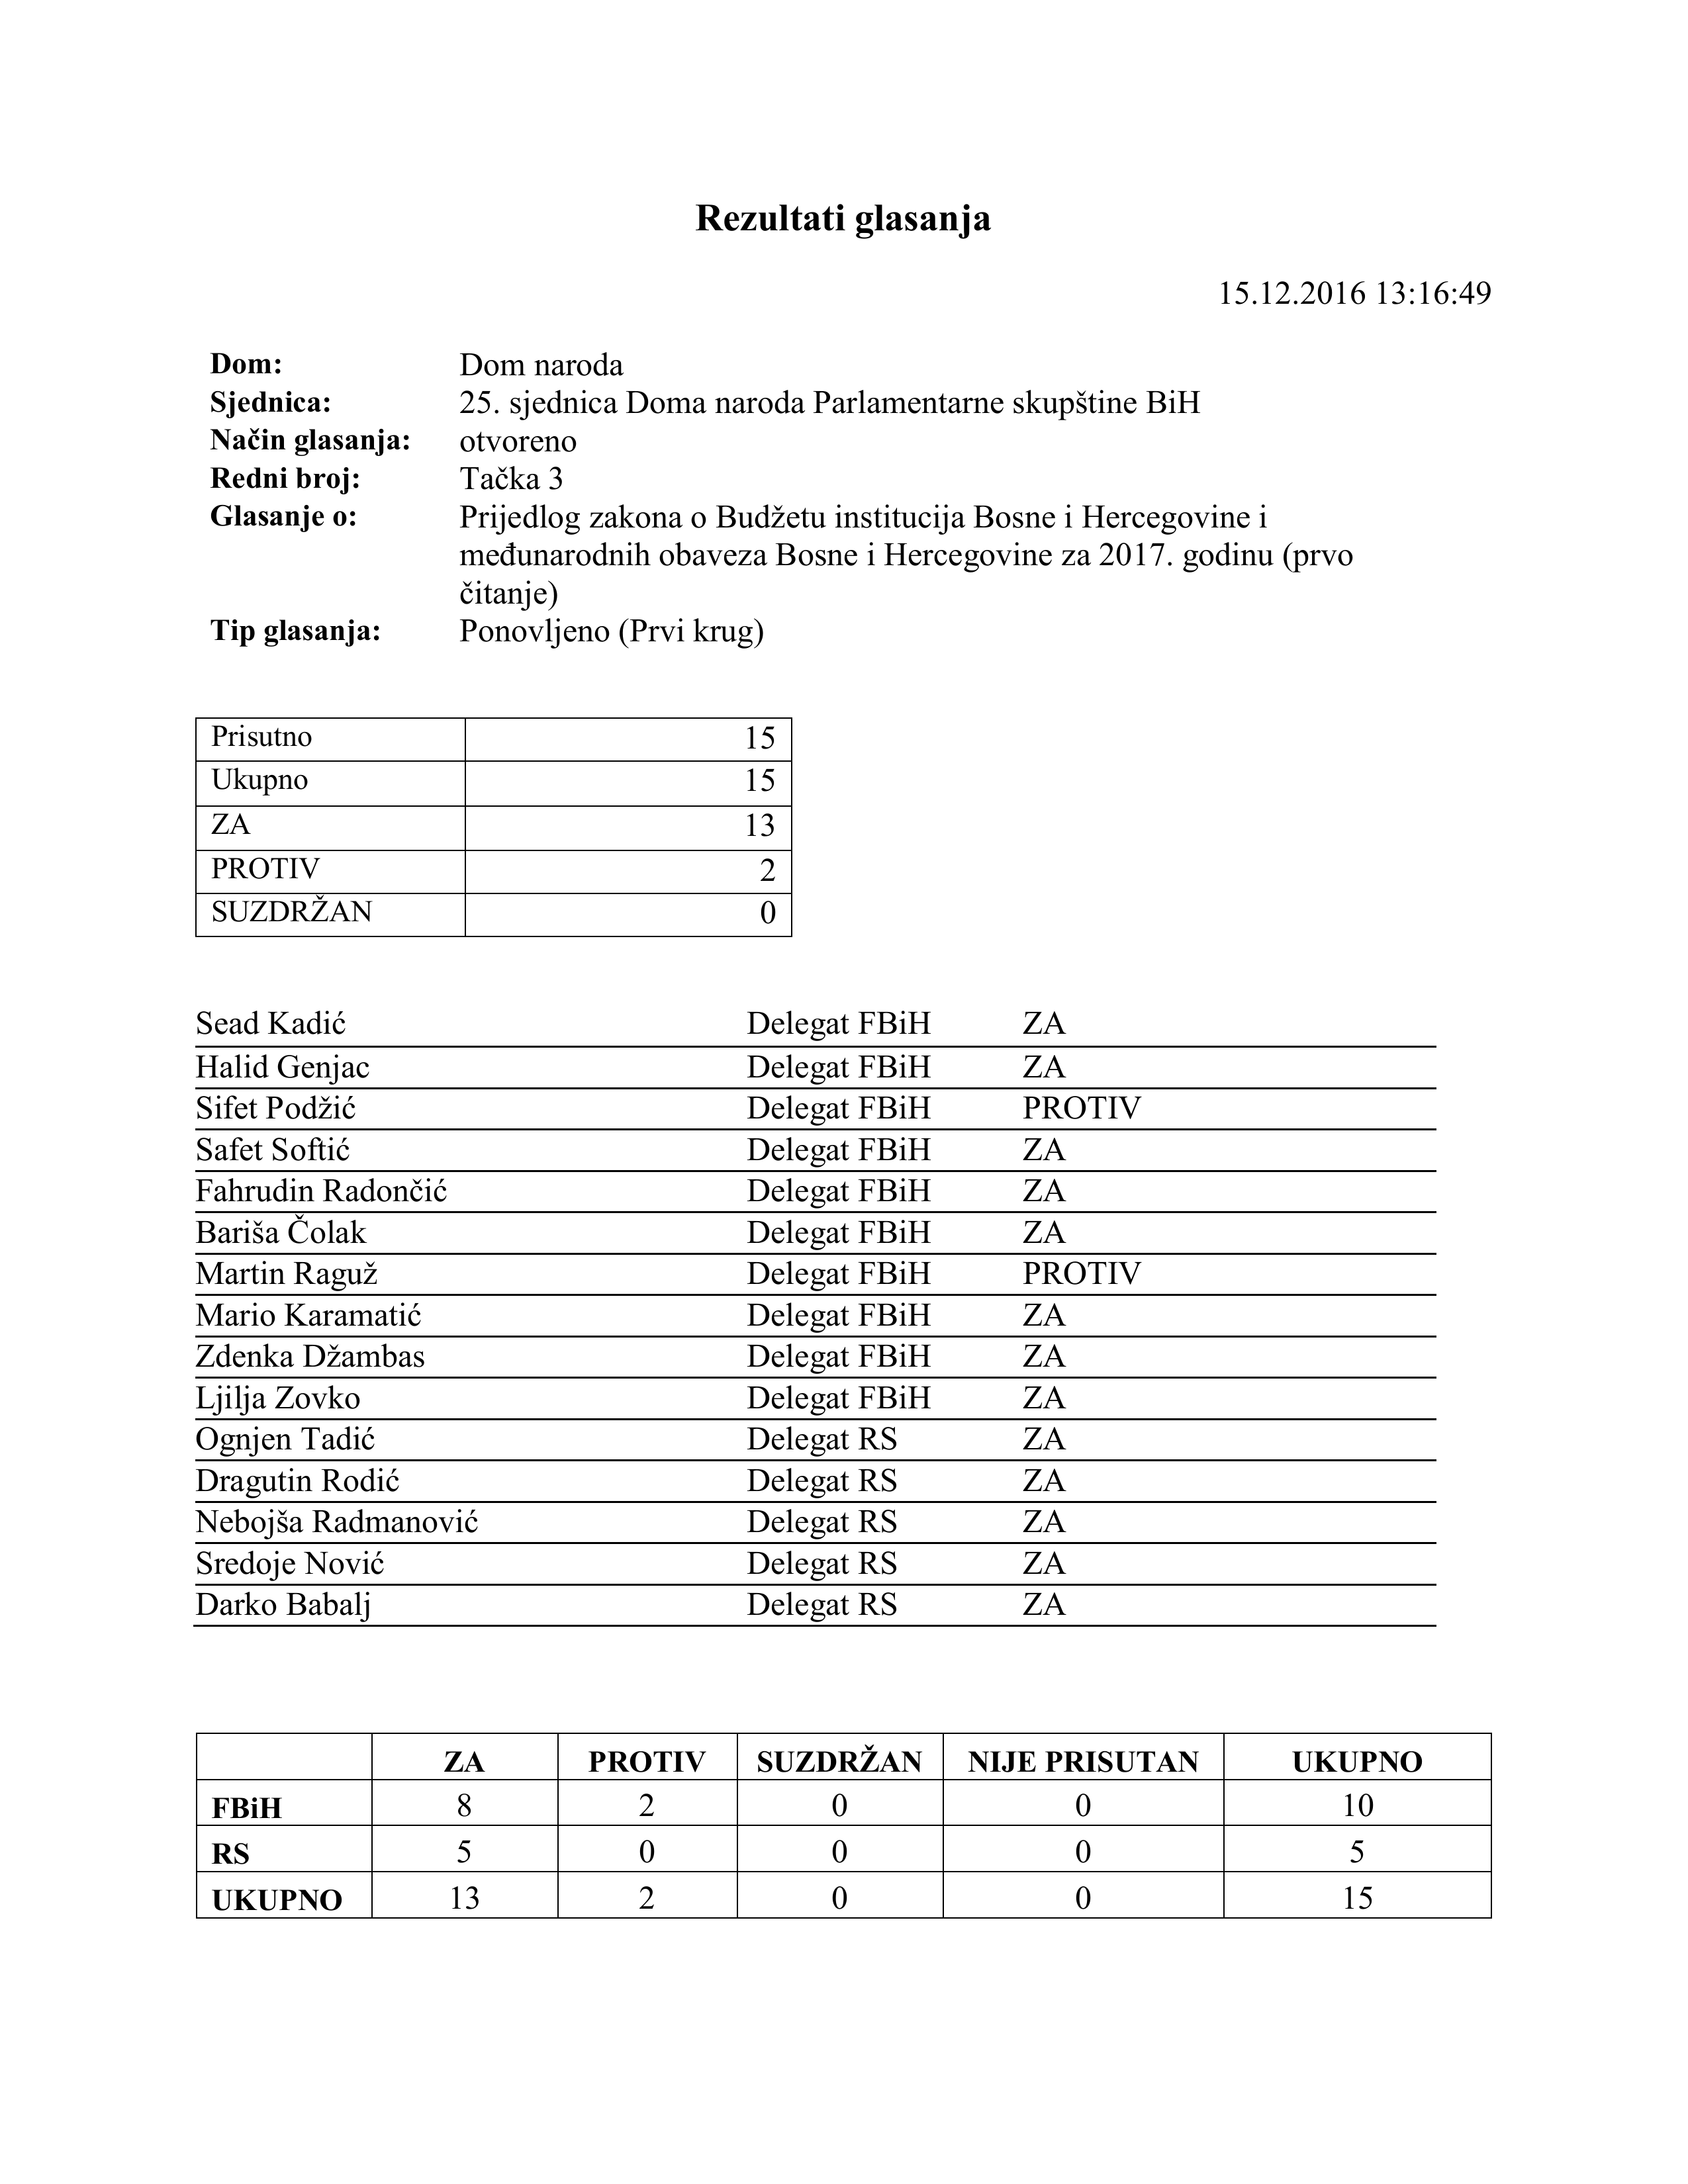 Rezultati glasanja
15.12.2016 13:16:49
Dom: Dom naroda
Sjednica: 25. sjednica Doma naroda Parlamentarne skupštine BiH
Način glasanja: otvoreno
Redni broj: Tačka 3
Glasanje o: Prijedlog zakona o Budžetu institucija Bosne i Hercegovine i
međunarodnih obaveza Bosne i Hercegovine za 2017. godinu (prvo
čitanje)
Tip glasanja: Ponovljeno (Prvi krug)
Prisutno 15
Ukupno 15
ZA 13
PROTIV 2
SUZDRŽAN 0
Sead Kadić Delegat FBiH ZA
Halid Genjac Delegat FBiH ZA
Sifet Podžić Delegat FBiH PROTIV
Safet Softić Delegat FBiH ZA
Fahrudin Radončić Delegat FBiH ZA
Bariša Čolak Delegat FBiH ZA
Martin Raguž Delegat FBiH PROTIV
Mario Karamatić Delegat FBiH ZA
Zdenka Džambas Delegat FBiH ZA
Ljilja Zovko Delegat FBiH ZA
Ognjen Tadić Delegat RS ZA
Dragutin Rodić Delegat RS ZA
Nebojša Radmanović Delegat RS ZA
Sredoje Nović Delegat RS ZA
Darko Babalj Delegat RS ZA
ZA PROTIV SUZDRŽAN NIJE PRISUTAN UKUPNO
FBiH 8 2 0 0 10
RS 5 0 0 0 5
UKUPNO 13 2 0 0 15